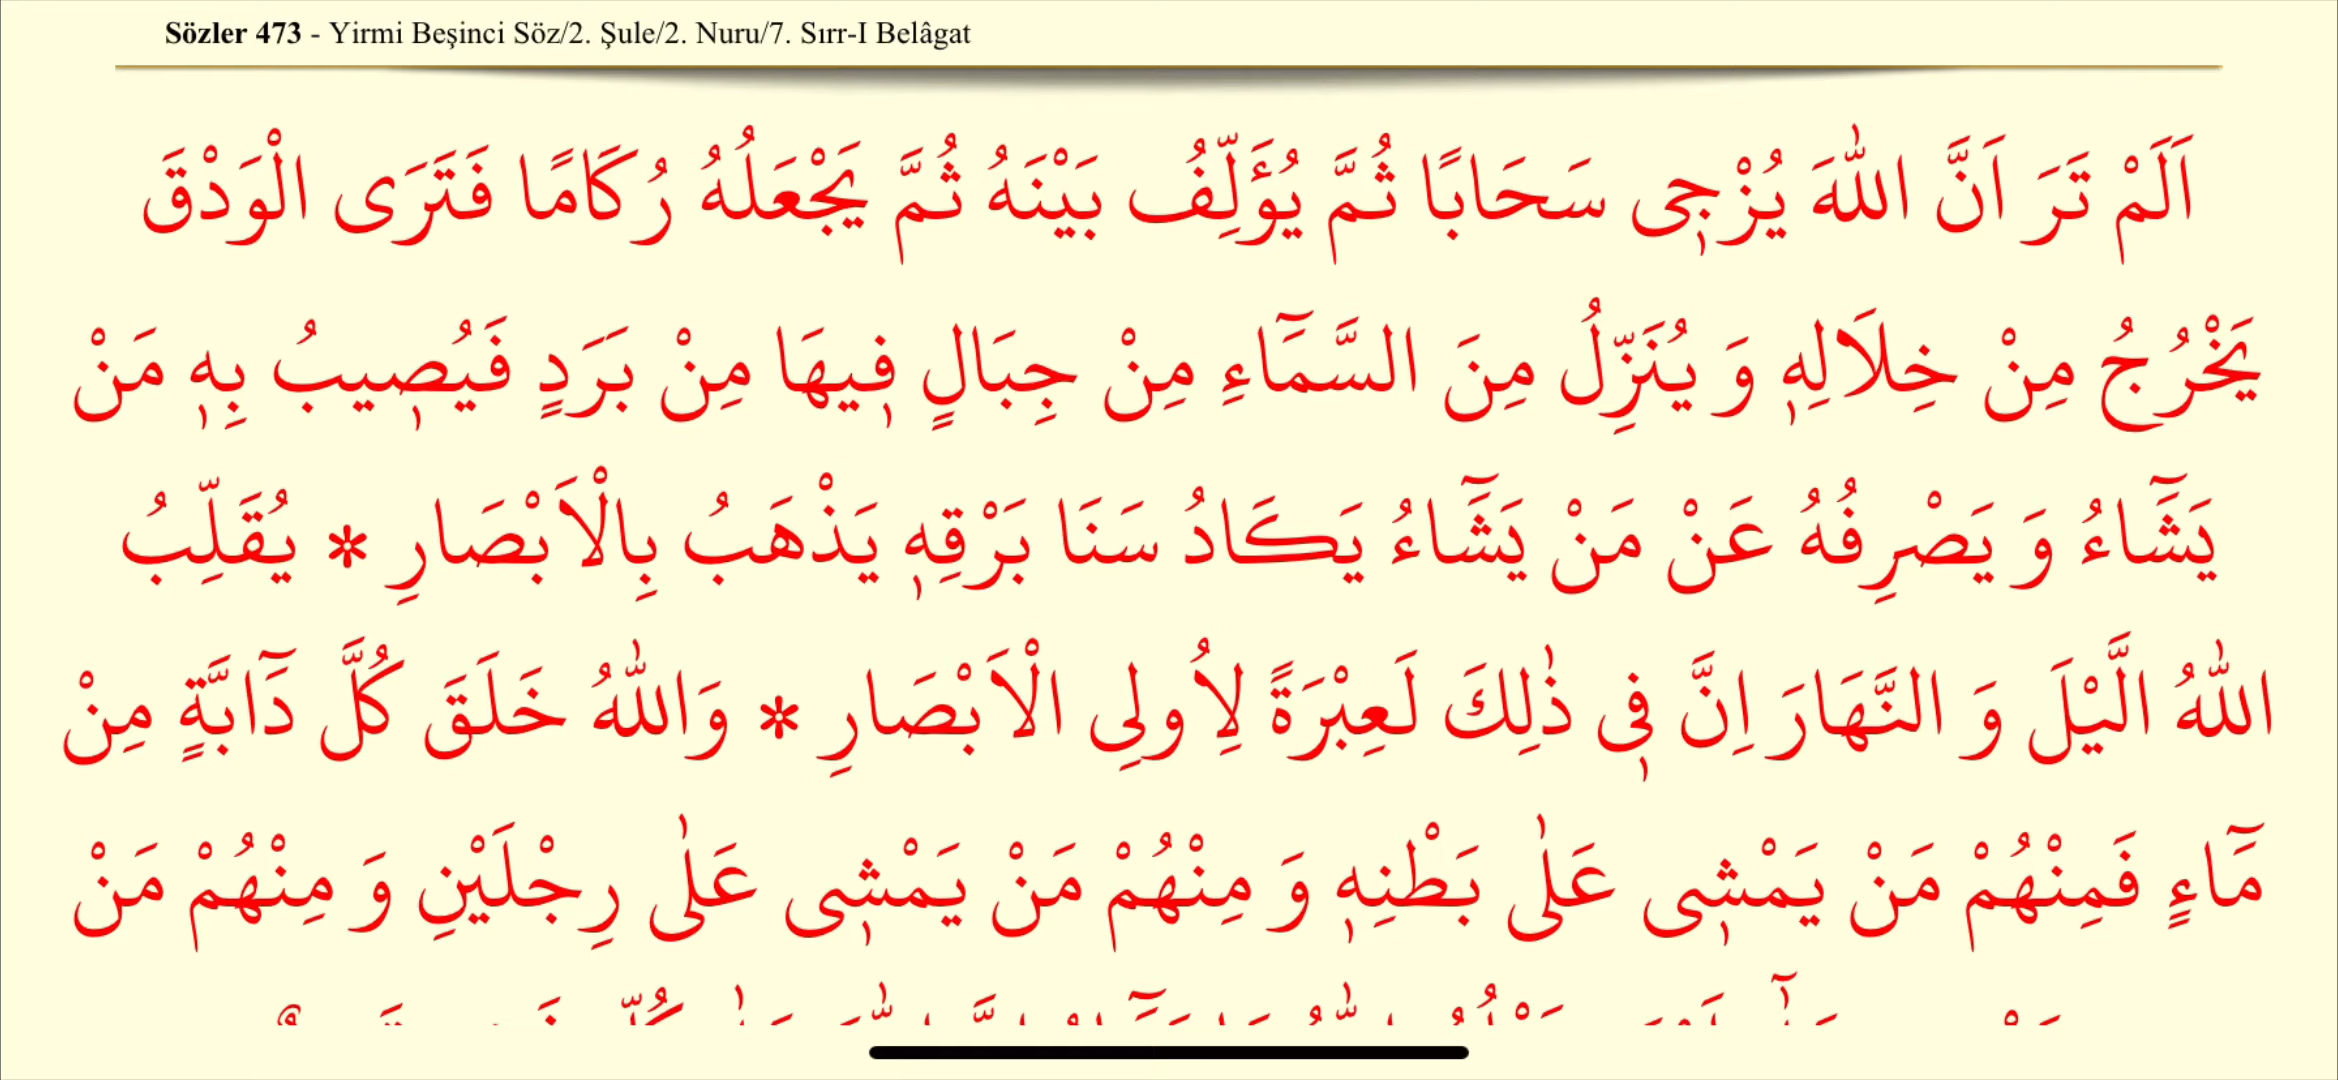 Sözler 473 - Yirmi Beşinci Söz/2. Şule/2. Nuru/7. Sırr-I Belâgat
اَلَمْ تَرَ اَنَّ اللّٰهَ يُزْجٖى سَحَابًا ثُمَّ يُؤَلِّفُ بَيْنَهُ ثُمَّ يَجْعَلُهُ رُكَامًا فَتَرَى الْوَدْقَ
يَخْرُجُ مِنْ خِلَالِهٖ وَ يُنَزِّلُ مِنَ السَّمَٓاءِ مِنْ جِبَالٍ فٖيهَا مِنْ بَرَدٍ فَيُصٖيبُ بِهٖ مَنْ
يَشَٓاءُ وَ يَصْرِفُهُ عَنْ مَنْ يَشَٓاءُ يَكَادُ سَنَا بَرْقِهٖ يَذْهَبُ بِالْاَبْصَارِ * يُقَلِّبُ
اللّٰهُ الَّيْلَ وَ النَّهَارَ اِنَّ فٖى ذٰلِكَ لَعِبْرَةً لِاُولِى الْاَبْصَارِ * وَاللّٰهُ خَلَقَ كُلَّ دَٓابَّةٍ مِنْ
مَٓاءٍ فَمِنْهُمْ مَنْ يَمْشٖى عَلٰى بَطْنِهٖ وَ مِنْهُمْ مَنْ يَمْشٖى عَلٰى رِجْلَيْنِ وَ مِنْهُمْ مَنْ